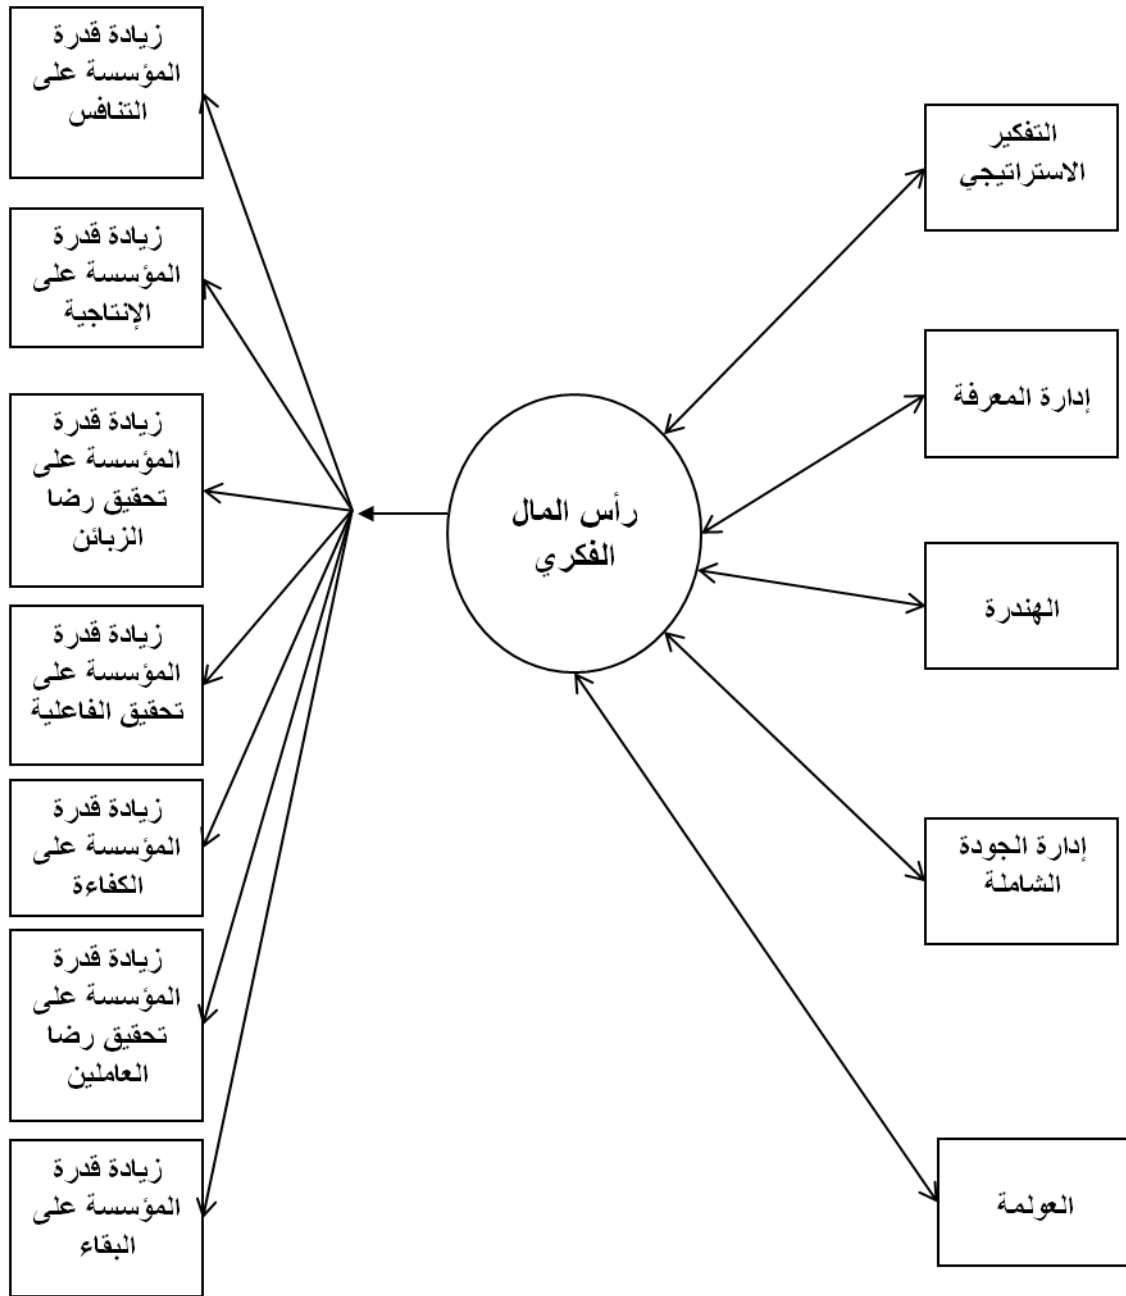 التفكير
الاستراتيجي
إدارة المعرفة
الهندرة
إدارة الجودة
الشاملة
العولمة
رأس المال
الفكري
زيادة قدرة
المؤسسة على
التنافس
زيادة قدرة
المؤسسة على
الإنتاجية
زيادة قدرة
المؤسسة على
تحقيق رضا
الزبائن
زيادة قدرة
المؤسسة على
تحقيق الفاعلية
زيادة قدرة
المؤسسة على
الكفاءة
زيادة قدرة
المؤسسة على
تحقيق رضا
العاملين
زيادة قدرة
المؤسسة على
البقاء